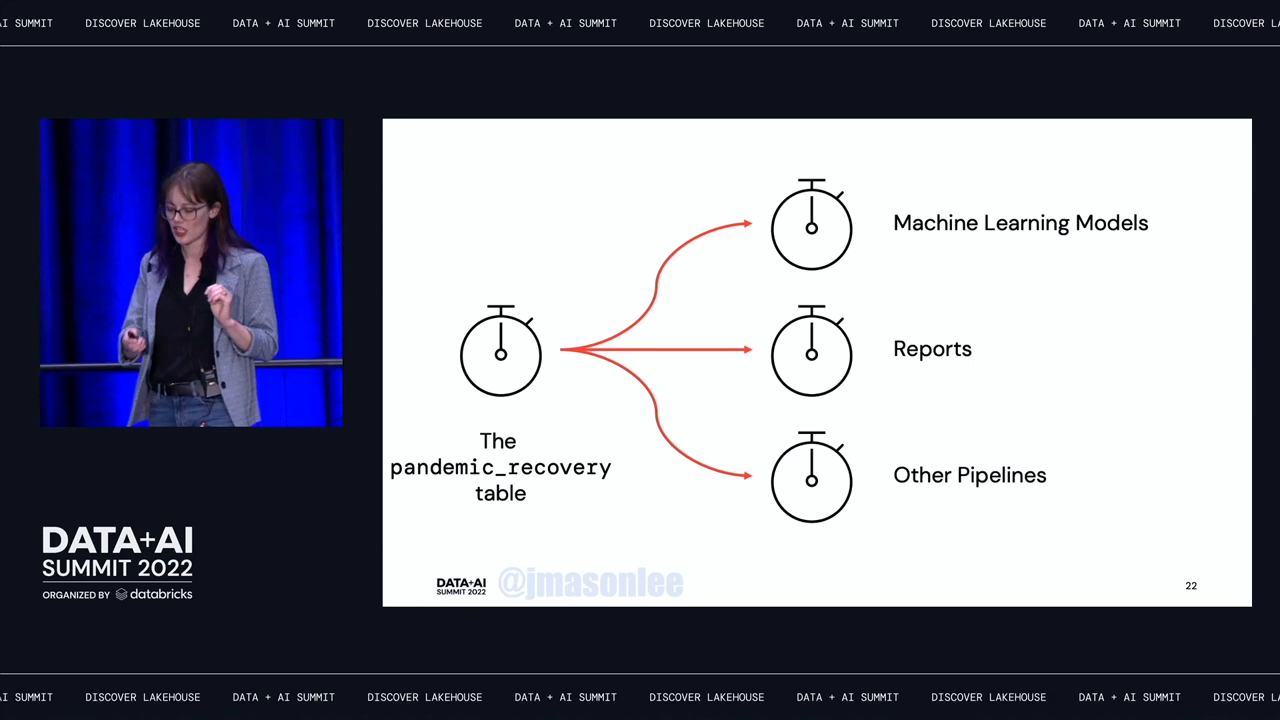 AI SUMMIT DISCOVER LAKEHOUSE DATA + AI SUMMIT DISCOVER LAKEHOUSE DATA + AI SUMMIT DISCOVER LAKEHOUSE DATA + AI SUMMIT DISCOVER LAKEHOUSE DATA + AI SUMMIT DISCOVER
Machine Learning Models
Reports
The
pandemic_recovery
table
Other Pipelines
DATA+AI
SUMMIT 2022
@jmasonlee
22
DATA+AI
SUMMIT 2022
ORGANIZED BY databricks
AI SUMMIT DISCOVER LAKEHOUSE DATA + AI SUMMIT DISCOVER LAKEHOUSE DATA + AI SUMMIT DISCOVER LAKEHOUSE DATA + AI SUMMIT DISCOVER LAKEHOUSE DATA + AI SUMMIT DISCOVER